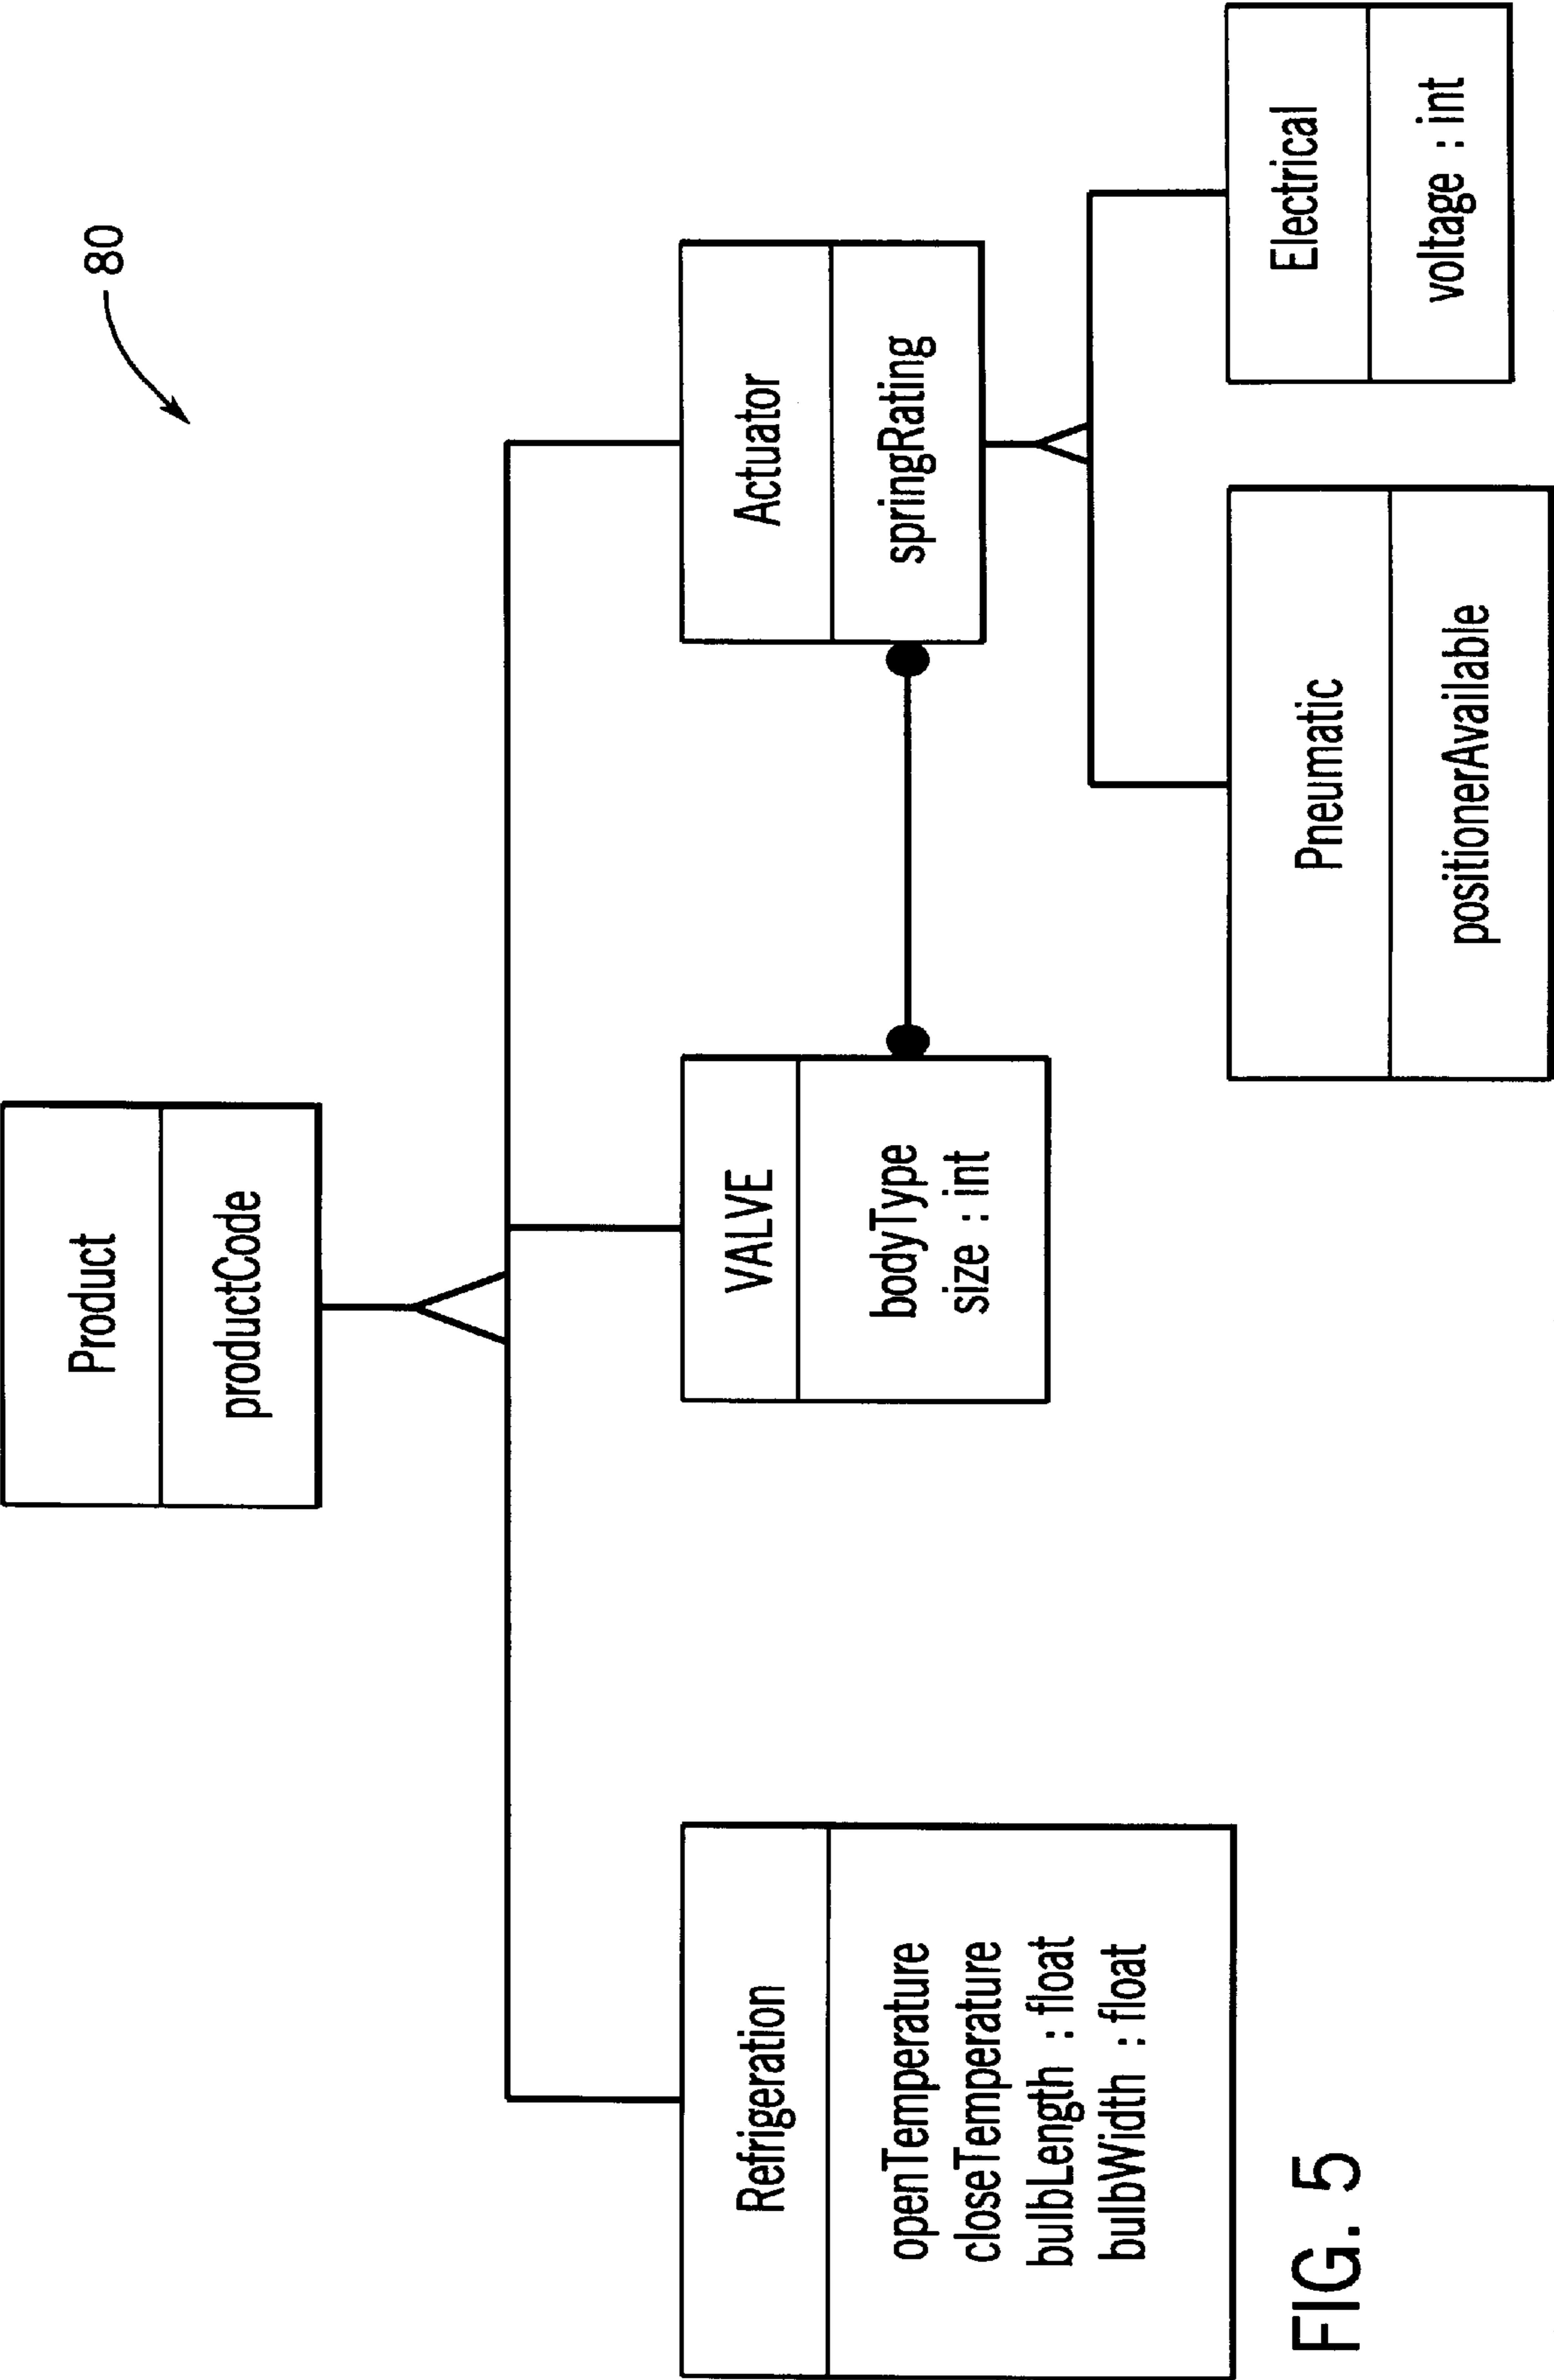 80
Product
productCode
Refrigeration
openTemperature
closeTemperature
bulbLength : float
bulbWidth : float
VALVE
bodyType
size : int
Actuator
springRating
Pneumatic
positionerAvailable
Electrical
voltage : int
FIG. 5